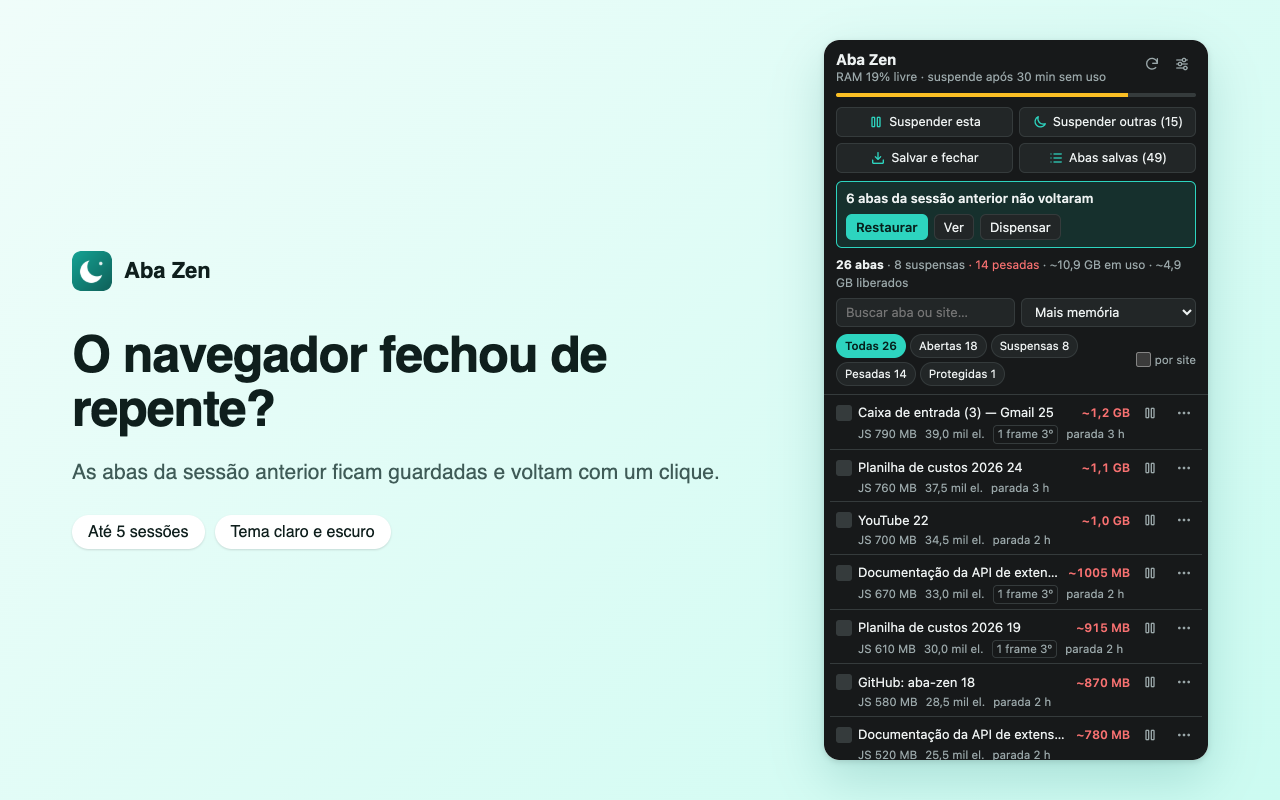 Aba Zen
O navegador fechou de
repente?
As abas da sessão anterior ficam guardadas e voltam com um clique.
Até 5 sessões
Tema claro e escuro
Aba Zen
RAM 19% livre · suspende após 30 min sem uso
Suspender esta
Suspender outras (15)
Salvar e fechar
Abas salvas (49)
6 abas da sessão anterior não voltaram
Restaurar
Ver
Dispensar
26 abas · 8 suspensas · 14 pesadas · ~10,9 GB em uso · ~4,9
GB liberados
Buscar aba ou site...
Mais memória
Todas 26
Abertas 18
Suspensas 8
Pesadas 14
Protegidas 1
por site
Caixa de entrada (3) — Gmail 25 ~1,2 GB
JS 790 MB 39,0 mil el. 1 frame 3º parada 3 h
Planilha de custos 2026 24 ~1,1 GB
JS 760 MB 37,5 mil el. parada 3 h
YouTube 22 ~1,0 GB
JS 700 MB 34,5 mil el. parada 2 h
Documentação da API de exten... ~1005 MB
JS 670 MB 33,0 mil el. 1 frame 3º parada 2 h
Planilha de custos 2026 19 ~915 MB
JS 610 MB 30,0 mil el. 1 frame 3º parada 2 h
GitHub: aba-zen 18 ~870 MB
JS 580 MB 28,5 mil el. parada 2 h
Documentação da API de extens... ~780 MB
JS 520 MB 25,5 mil el. parada 2 h